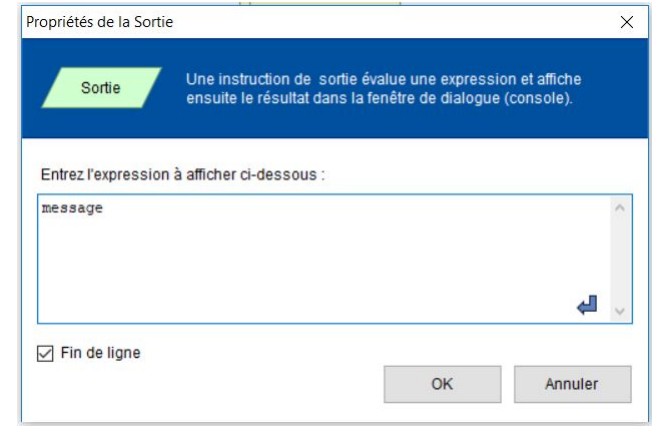 Propriétés de la Sortie
Sortie
Une instruction de sortie évalue une expression et affiche
ensuite le résultat dans la fenêtre de dialogue (console).
Entrez l'expression à afficher ci-dessous :
message
Fin de ligne
OK
Annuler